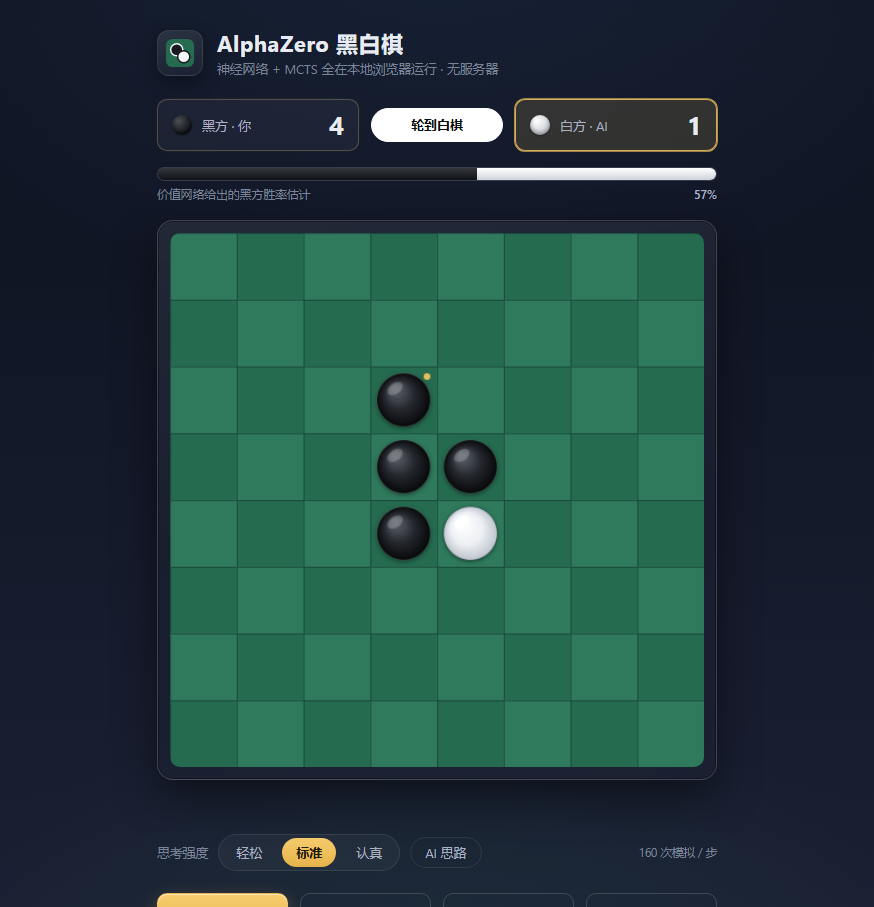 AlphaZero 黑白棋
神经网络 + MCTS 全在本地浏览器运行 · 无服务器
黑方 · 你
4
轮到白棋
白方 · AI
1
价值网络给出的黑方胜率估计
57%
思考强度
轻松
标准
认真
AI 思路
160 次模拟 / 步